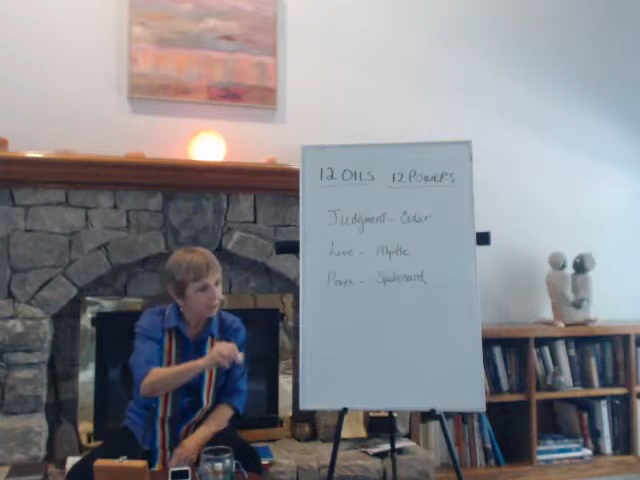 12 OILS 12 POWERS
Judgment - Cedar
Love - Myrtle
Power - Spikenard